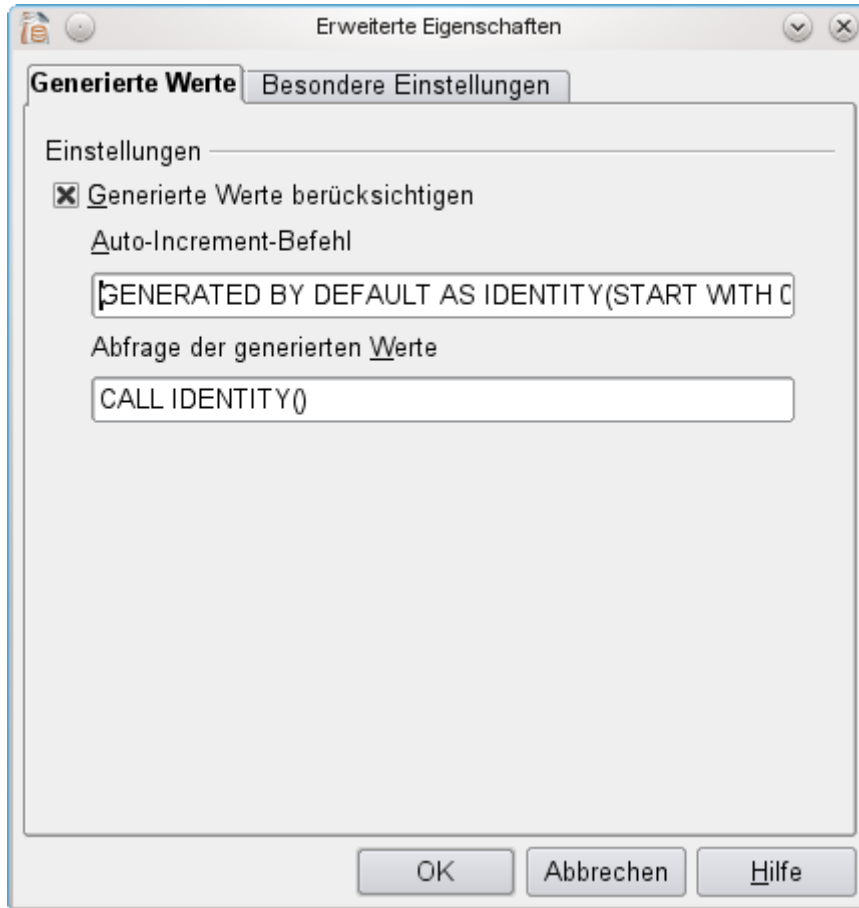 Erweiterte Eigenschaften
Generierte Werte
Besondere Einstellungen
Einstellungen
Generierte Werte berücksichtigen
Auto-Increment-Befehl
GENERATED BY DEFAULT AS IDENTITY(START WITH
Abfrage der generierten Werte
CALL IDENTITY()
OK
Abbrechen
Hilfe